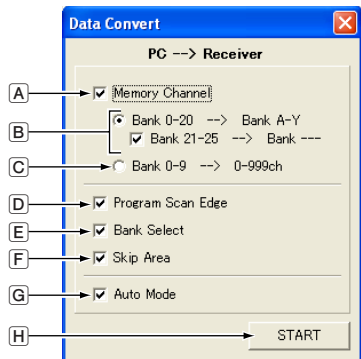 Data Convert
PC --> Receiver
A Memory Channel
B Bank 0-20 --> Bank A-Y
Bank 21-25 --> Bank ---
C Bank 0-9 --> 0-999ch
D Program Scan Edge
E Bank Select
F Skip Area
G Auto Mode
H START